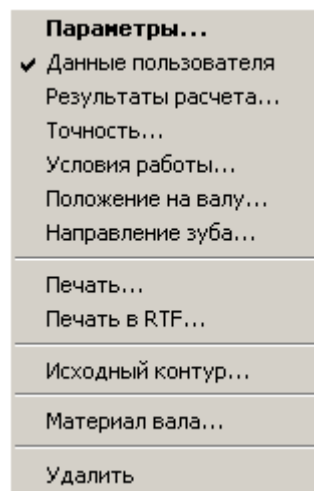 Параметры...
Данные пользователя
Результаты расчета...
Точность...
Условия работы...
Положение на валу...
Направление зуба...
Печать...
Печать в RTF...
Исходный контур...
Материал вала...
Удалить